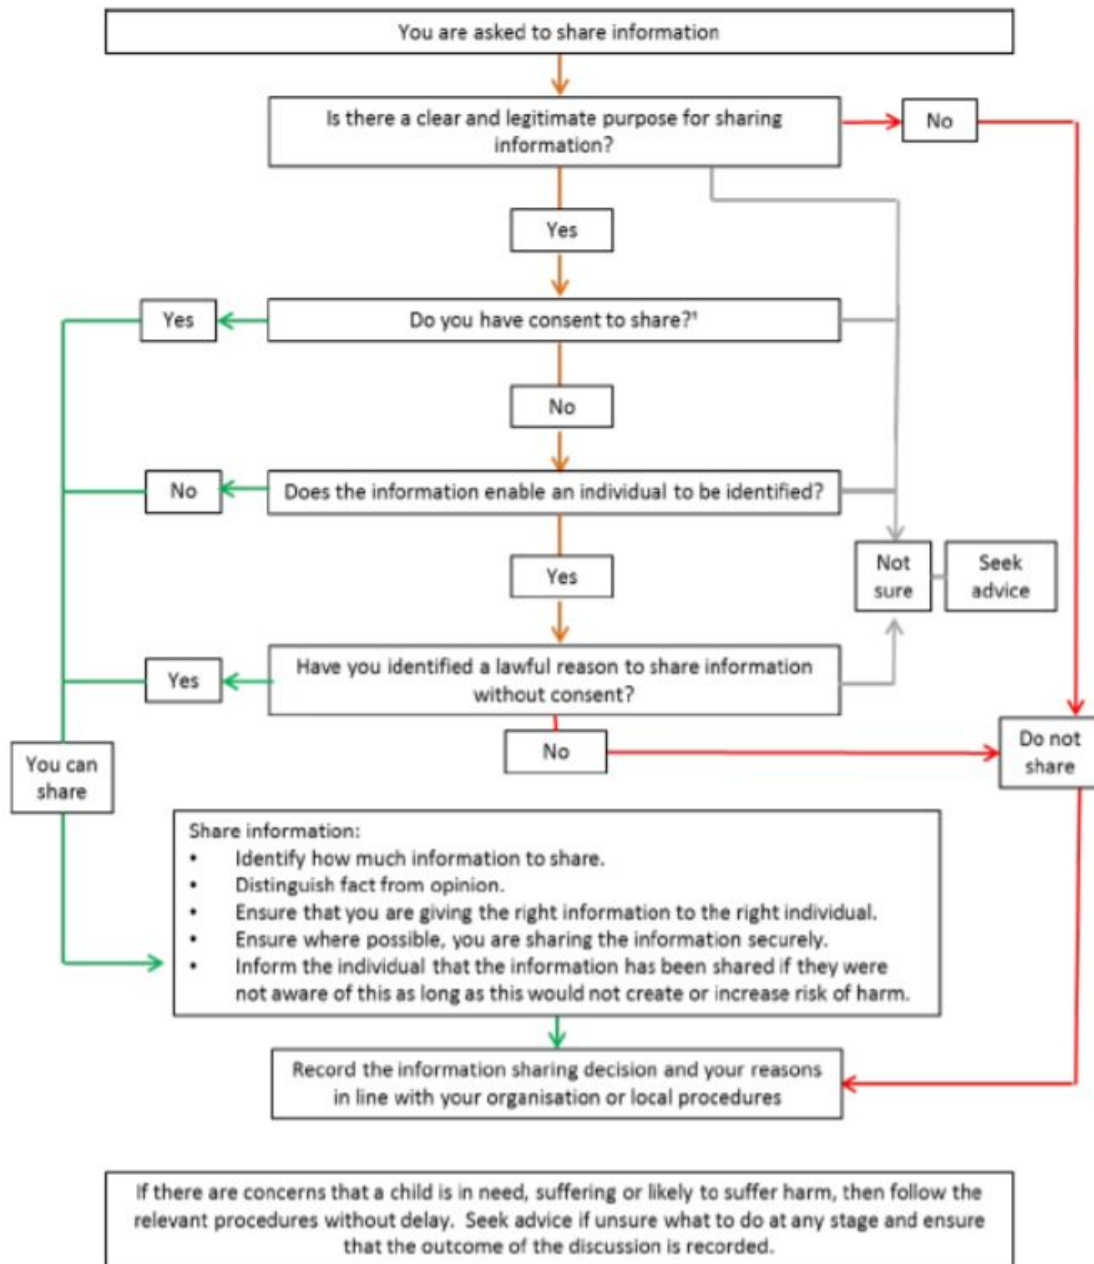 You are asked to share information
Is there a clear and legitimate purpose for sharing
information?
No
Yes
Do you have consent to share?¹
Yes
No
Does the information enable an individual to be identified?
No
Yes
Not
sure
Seek
advice
Have you identified a lawful reason to share information
without consent?
Yes
No
You can
share
Do not
share
Share information:
• Identify how much information to share.
• Distinguish fact from opinion.
• Ensure that you are giving the right information to the right individual.
• Ensure where possible, you are sharing the information securely.
• Inform the individual that the information has been shared if they were
not aware of this as long as this would not create or increase risk of harm.
Record the information sharing decision and your reasons
in line with your organisation or local procedures
If there are concerns that a child is in need, suffering or likely to suffer harm, then follow the
relevant procedures without delay. Seek advice if unsure what to do at any stage and ensure
that the outcome of the discussion is recorded.